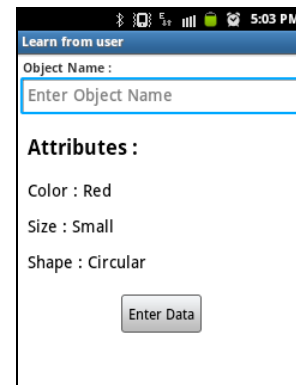 5:03 PM
Learn from user
Object Name :
Enter Object Name
Attributes :
Color : Red
Size : Small
Shape : Circular
Enter Data